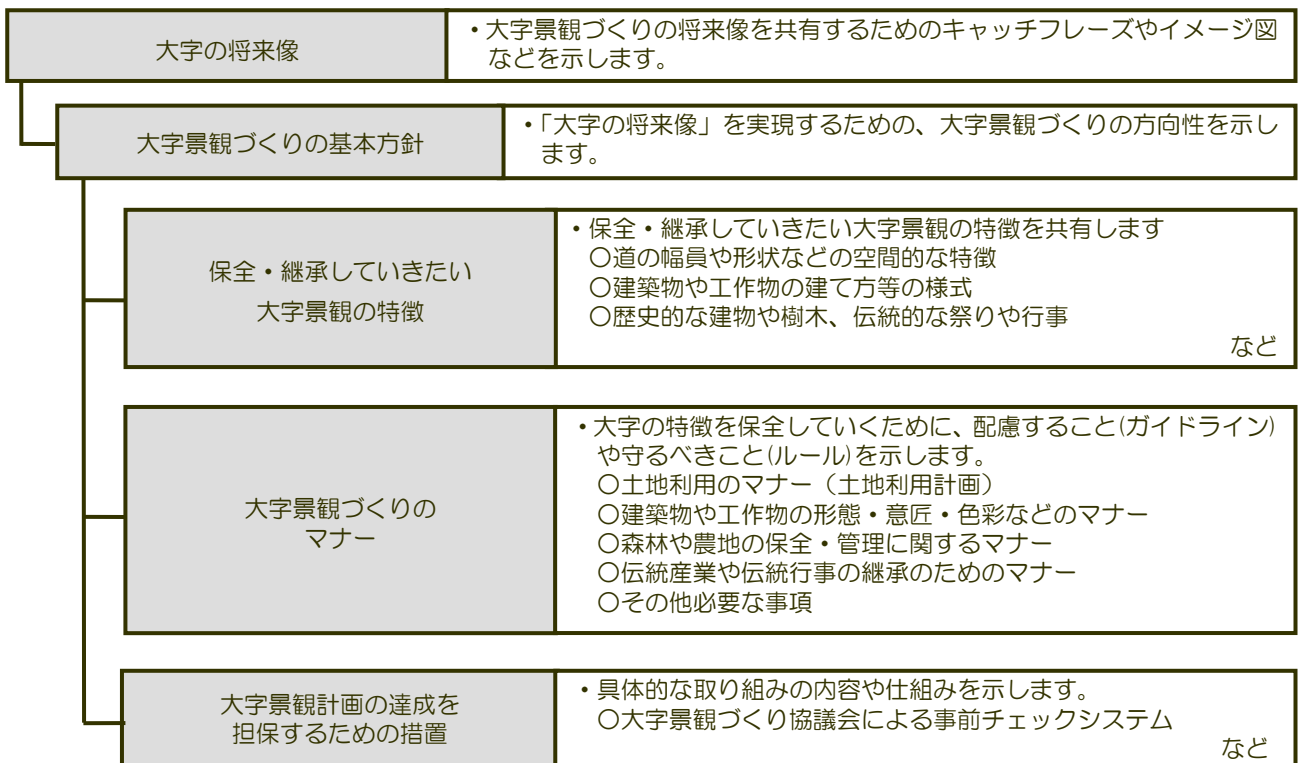 大字の将来像
・大字景観づくりの将来像を共有するためのキャッチフレーズやイメージ図
などを示します。
大字景観づくりの基本方針
・「大字の将来像」を実現するための、大字景観づくりの方向性を示し
ます。
保全・継承していきたい
大字景観の特徴
・保全・継承していきたい大字景観の特徴を共有します
○道の幅員や形状などの空間的な特徴
○建築物や工作物の建て方等の様式
○歴史的な建物や樹木、伝統的な祭りや行事
など
大字景観づくりの
マナー
・大字の特徴を保全していくために、配慮すること(ガイドライン)
や守るべきこと(ルール)を示します。
○土地利用のマナー（土地利用計画）
○建築物や工作物の形態・意匠・色彩などのマナー
○森林や農地の保全・管理に関するマナー
○伝統産業や伝統行事の継承のためのマナー
○その他必要な事項
大字景観計画の達成を
担保するための措置
・具体的な取り組みの内容や仕組みを示します。
○大字景観づくり協議会による事前チェックシステム
など